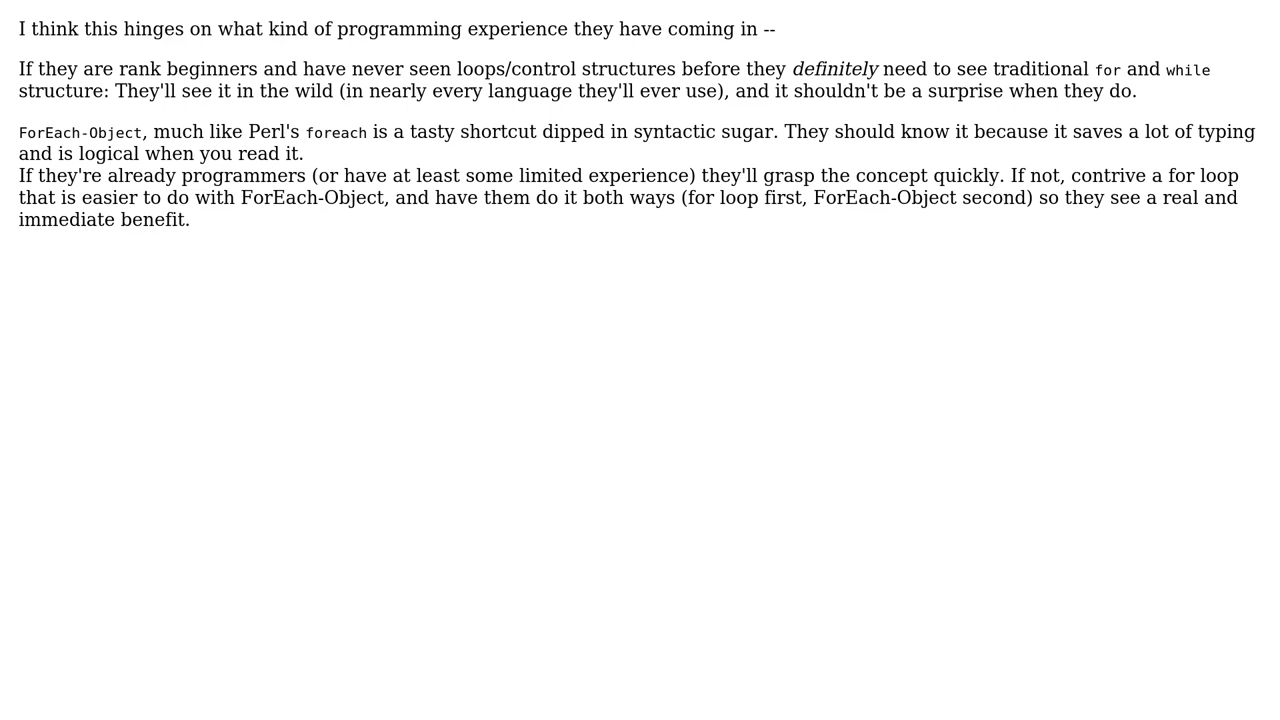 I think this hinges on what kind of programming experience they have coming in --
If they are rank beginners and have never seen loops/control structures before they definitely need to see traditional for and while
structure: They'll see it in the wild (in nearly every language they'll ever use), and it shouldn't be a surprise when they do.
ForEach-Object, much like Perl's foreach is a tasty shortcut dipped in syntactic sugar. They should know it because it saves a lot of typing
and is logical when you read it.
If they're already programmers (or have at least some limited experience) they'll grasp the concept quickly. If not, contrive a for loop
that is easier to do with ForEach-Object, and have them do it both ways (for loop first, ForEach-Object second) so they see a real and
immediate benefit.